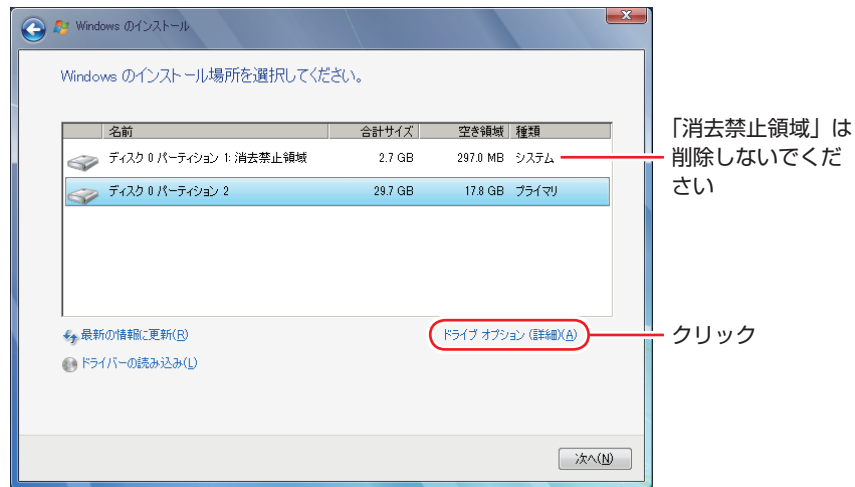 Windows のインストール
Windows のインストール場所を選択してください。
名前 合計サイズ 空き領域 種類
ディスク 0 パーティション 1: 消去禁止領域 2.7 GB 297.0 MB システム
ディスク 0 パーティション 2 29.7 GB 17.8 GB プライマリ
「消去禁止領域」は
削除しないでくだ
さい
最新の情報に更新(R)
ドライブ オプション (詳細)(A)
クリック
ドライバーの読み込み(L)
次へ(N)